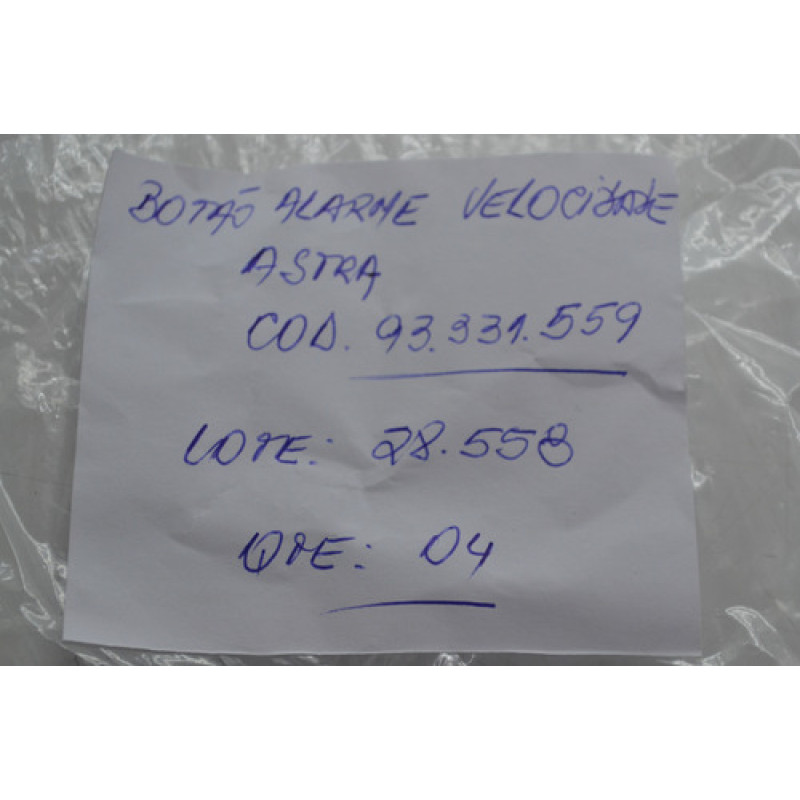 BOTÃO ALARME VELOCIDADE
ASTRA
COD. 93.331.559
LOTE: 28.558
QTE: 04